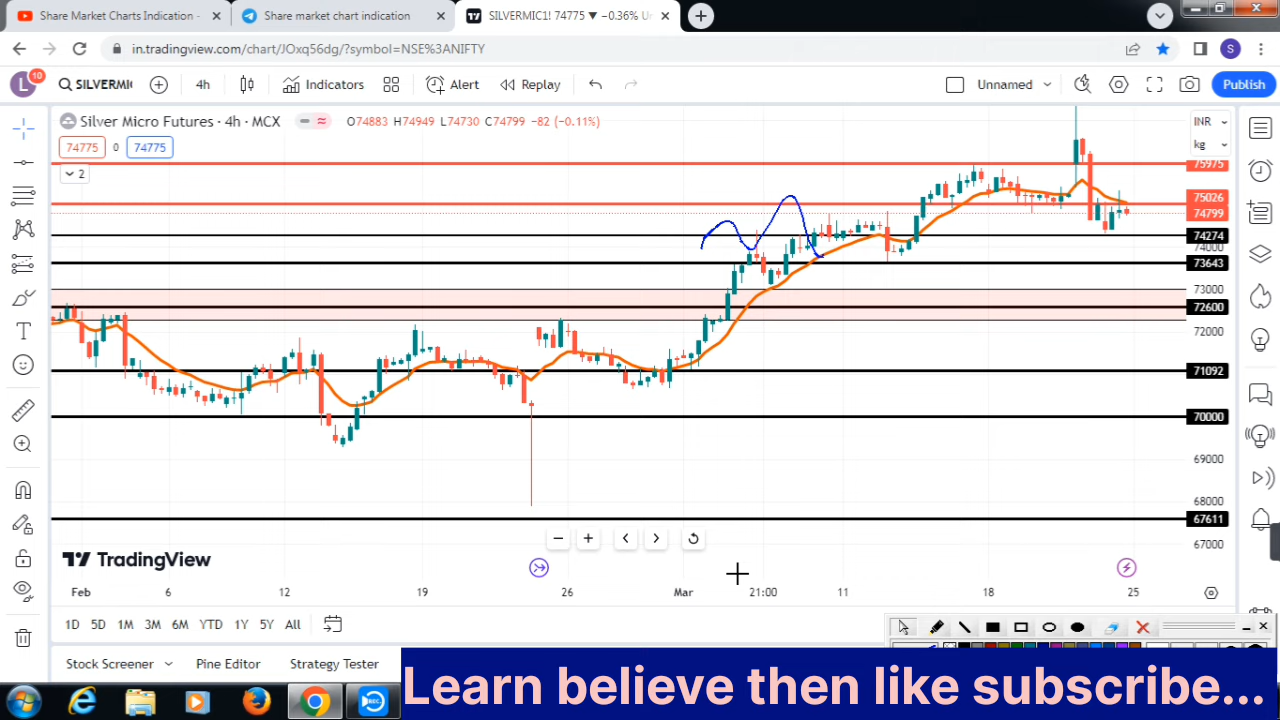 Share Market Charts Indication -
Share market chart indication
SILVERMIC1! 74775 ▼ −0.36% Un
in.tradingview.com/chart/JOxq56dg/?symbol=NSE%3ANIFTY
S
L
10
SILVERMI
4h
Indicators
Alert
Replay
Unnamed
Publish
Silver Micro Futures · 4h · MCX
O74883 H74949 L74730 C74799 −82 (−0.11%)
INR
74775 0 74775
kg
2
75975
75026
74799
74274
74000
73643
73000
72600
72000
71092
70000
69000
68000
67611
67000
TradingView
Feb 6 12 19 26 Mar 21:00 11 18 25
1D 5D 1M 3M 6M YTD 1Y 5Y All
Stock Screener Pine Editor Strategy Tester
REC
Learn believe then like subscribe...